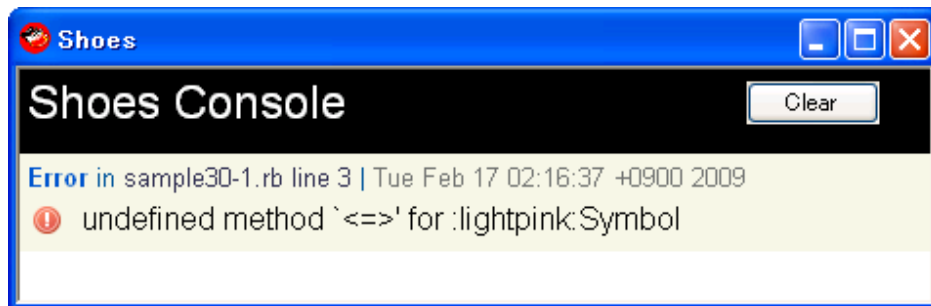 Shoes
Shoes Console
Clear
Error in sample30-1.rb line 3 | Tue Feb 17 02:16:37 +0900 2009
undefined method `<=>' for :lightpink:Symbol